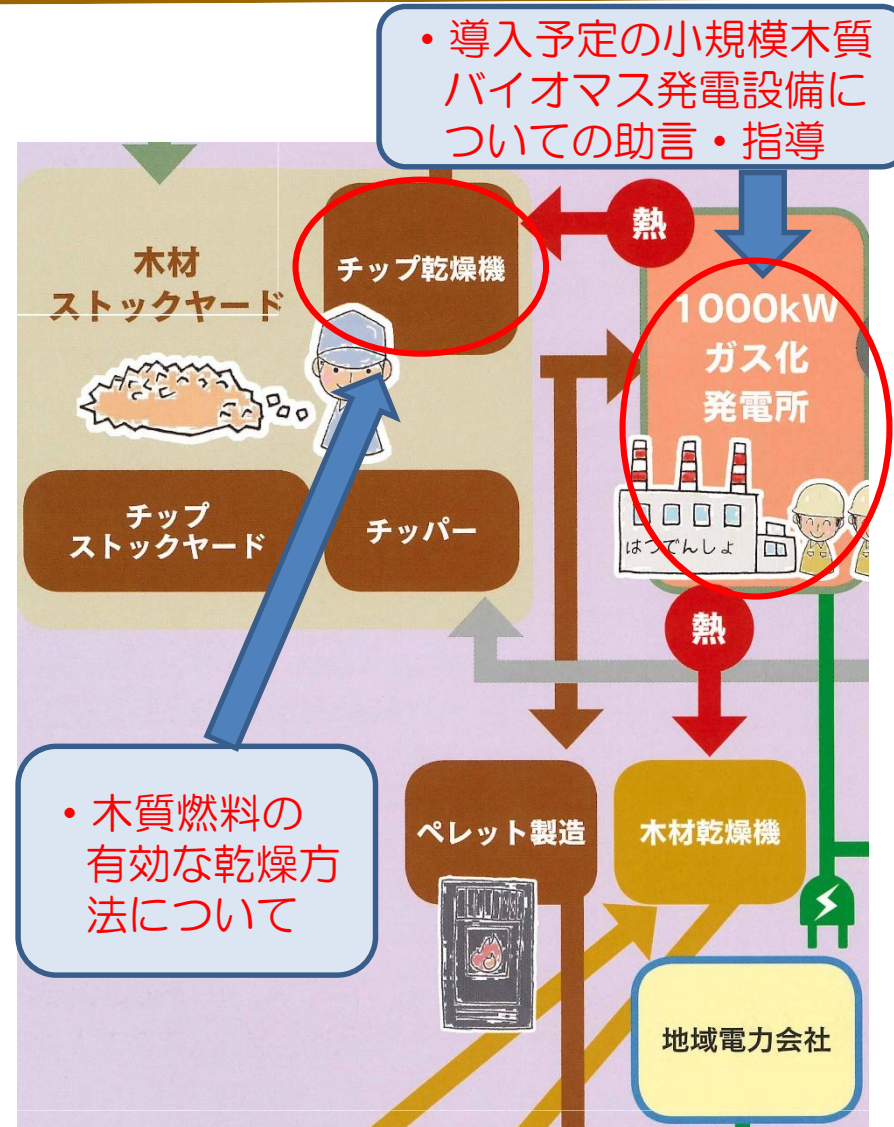 ・導入予定の小規模木質
バイオマス発電設備に
ついての助言・指導
熱
木材
ストックヤード
チップ乾燥機
1000kW
ガス化
発電所
はつでんしょ
チップ
ストックヤード
チッパー
熱
・木質燃料の
有効な乾燥方
法について
ペレット製造
木材乾燥機
地域電力会社